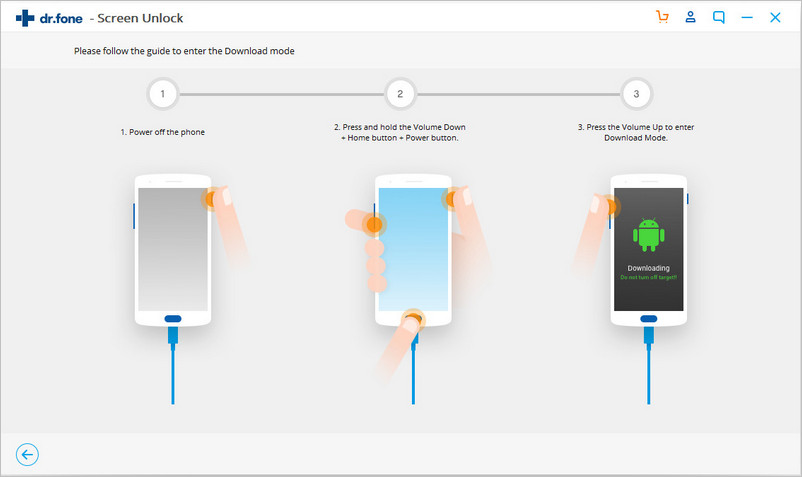 dr.fone - Screen Unlock
Please follow the guide to enter the Download mode
1
2
3
1. Power off the phone
2. Press and hold the Volume Down
+ Home button + Power button.
3. Press the Volume Up to enter
Download Mode.
Downloading
Do not turn off target!!